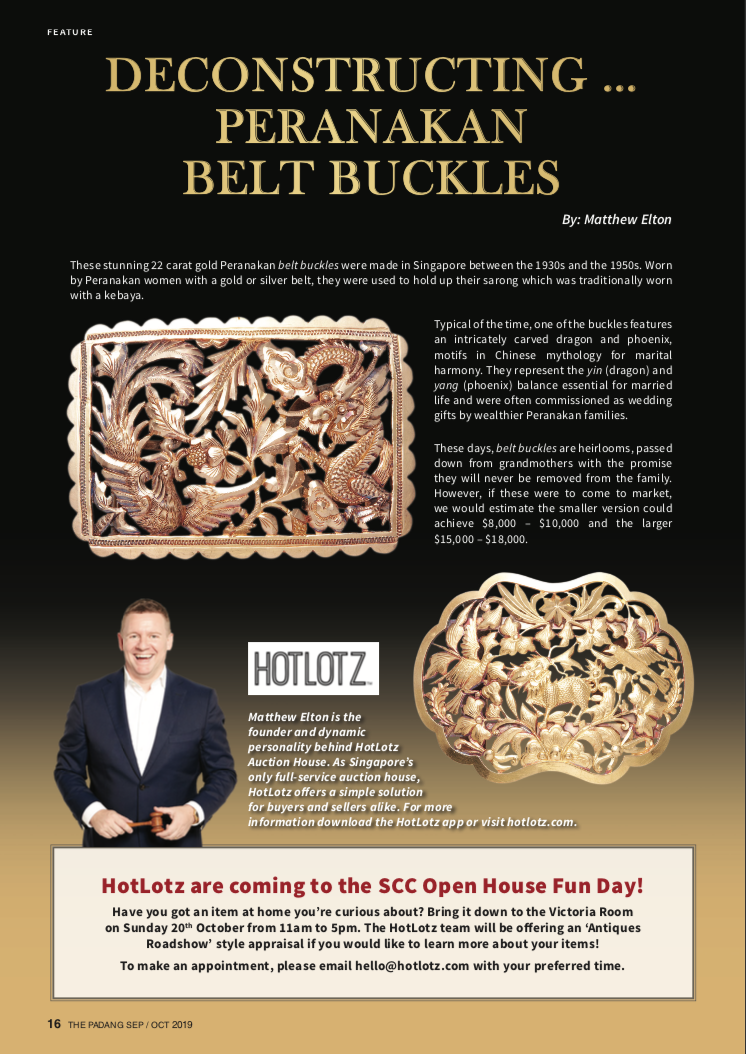 FEATURE
DECONSTRUCTING ...
PERANAKAN
BELT BUCKLES
By: Matthew Elton
These stunning 22 carat gold Peranakan belt buckles were made in Singapore between the 1930s and the 1950s. Worn
by Peranakan women with a gold or silver belt, they were used to hold up their sarong which was traditionally worn
with a kebaya.
Typical of the time, one of the buckles features
an intricately carved dragon and phoenix,
motifs in Chinese mythology for marital
harmony. They represent the yin (dragon) and
yang (phoenix) balance essential for married
life and were often commissioned as wedding
gifts by wealthier Peranakan families.
These days, belt buckles are heirlooms, passed
down from grandmothers with the promise
they will never be removed from the family.
However, if these were to come to market,
we would estimate the smaller version could
achieve $8,000 – $10,000 and the larger
$15,000 – $18,000.
HOTLOTZ™
Matthew Elton is the
founder and dynamic
personality behind HotLotz
Auction House. As Singapore's
only full-service auction house,
HotLotz offers a simple solution
for buyers and sellers alike. For more
information download the HotLotz app or visit hotlotz.com.
HotLotz are coming to the SCC Open House Fun Day!
Have you got an item at home you're curious about? Bring it down to the Victoria Room
on Sunday 20th October from 11am to 5pm. The HotLotz team will be offering an 'Antiques
Roadshow' style appraisal if you would like to learn more about your items!
To make an appointment, please email hello@hotlotz.com with your preferred time.
16 THE PADANG SEP / OCT 2019